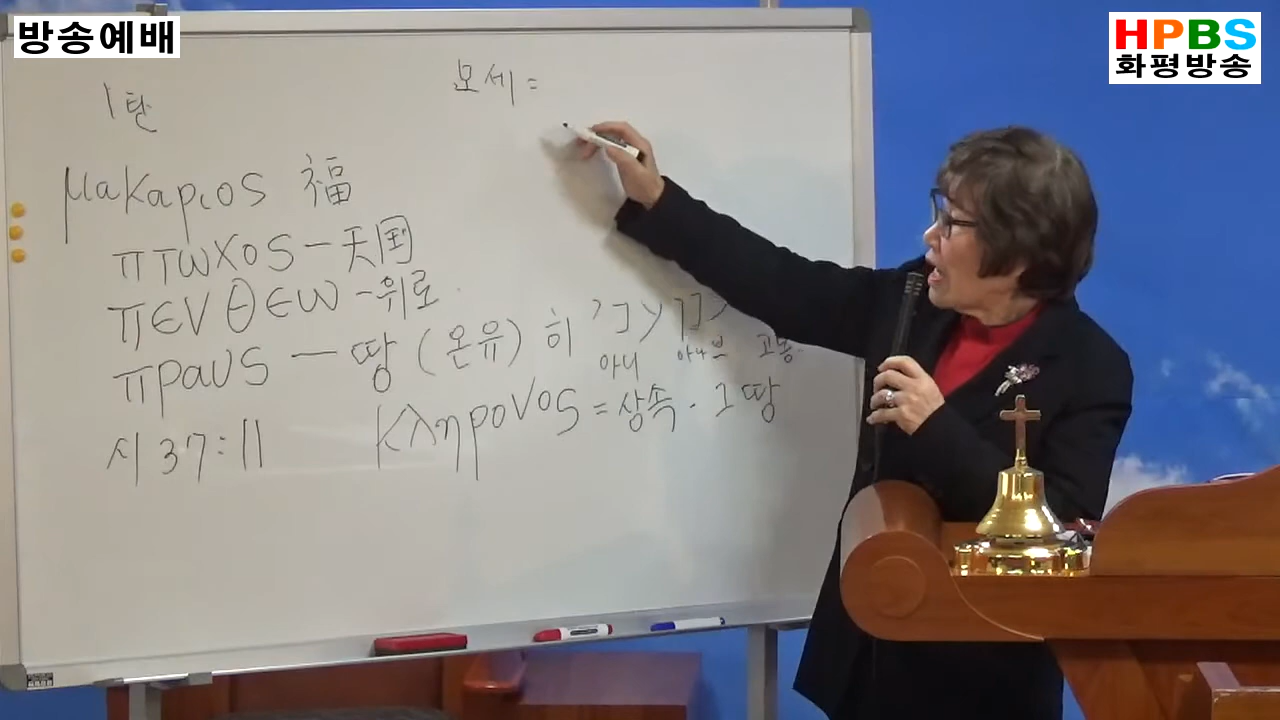 방송예배
HPBS
화평방송
1탄
모세 =
μακαριος 福
πτωχος – 天国
πενθεω – 위로
πραυς – 땅 (온유) 히 עני ענו
아니 아나브 고통
시 37:11 κληρονος = 상속. 그 땅